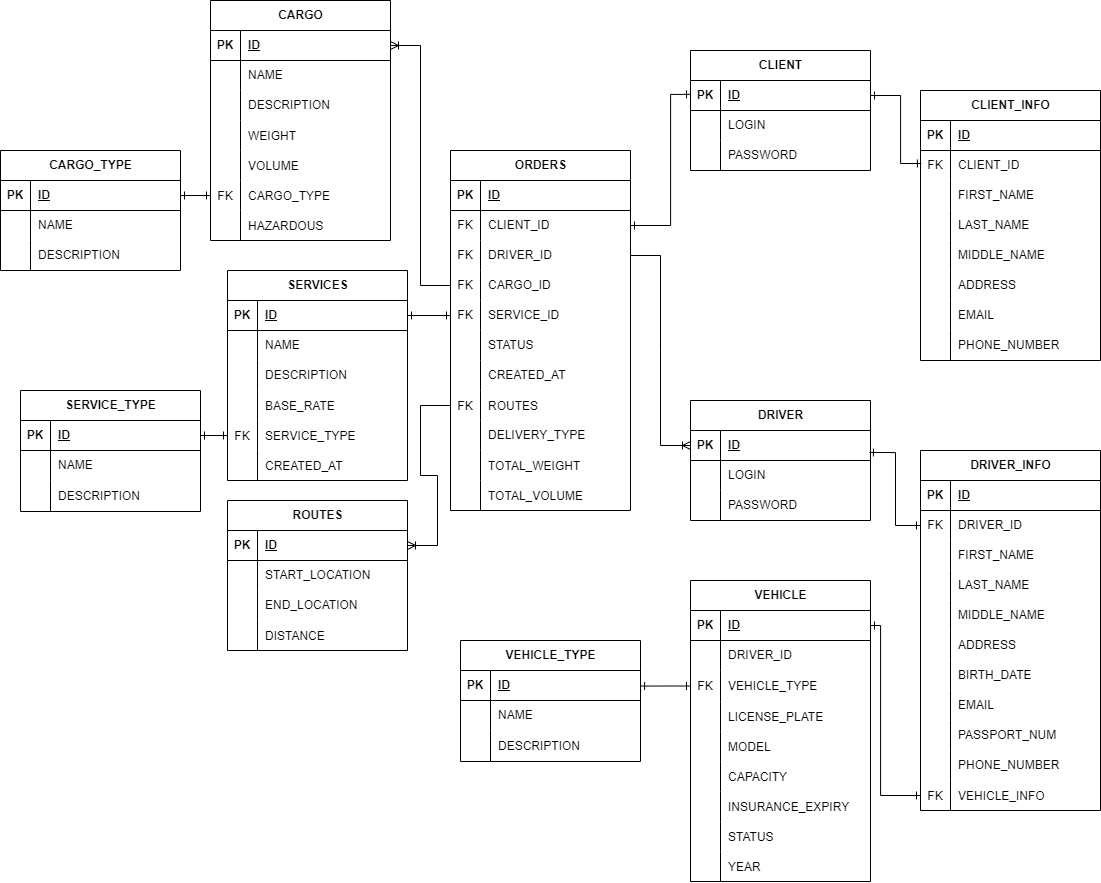 CARGO
PK ID
NAME
DESCRIPTION
WEIGHT
VOLUME
FK CARGO_TYPE
HAZARDOUS
CARGO_TYPE
PK ID
NAME
DESCRIPTION
SERVICES
PK ID
NAME
DESCRIPTION
BASE_RATE
FK SERVICE_TYPE
CREATED_AT
SERVICE_TYPE
PK ID
NAME
DESCRIPTION
ROUTES
PK ID
START_LOCATION
END_LOCATION
DISTANCE
ORDERS
PK ID
FK CLIENT_ID
FK DRIVER_ID
FK CARGO_ID
FK SERVICE_ID
STATUS
CREATED_AT
FK ROUTES
DELIVERY_TYPE
TOTAL_WEIGHT
TOTAL_VOLUME
CLIENT
PK ID
LOGIN
PASSWORD
CLIENT_INFO
PK ID
FK CLIENT_ID
FIRST_NAME
LAST_NAME
MIDDLE_NAME
ADDRESS
EMAIL
PHONE_NUMBER
DRIVER
PK ID
LOGIN
PASSWORD
DRIVER_INFO
PK ID
FK DRIVER_ID
FIRST_NAME
LAST_NAME
MIDDLE_NAME
ADDRESS
BIRTH_DATE
EMAIL
PASSPORT_NUM
PHONE_NUMBER
FK VEHICLE_INFO
VEHICLE
PK ID
DRIVER_ID
FK VEHICLE_TYPE
LICENSE_PLATE
MODEL
CAPACITY
INSURANCE_EXPIRY
STATUS
YEAR
VEHICLE_TYPE
PK ID
NAME
DESCRIPTION